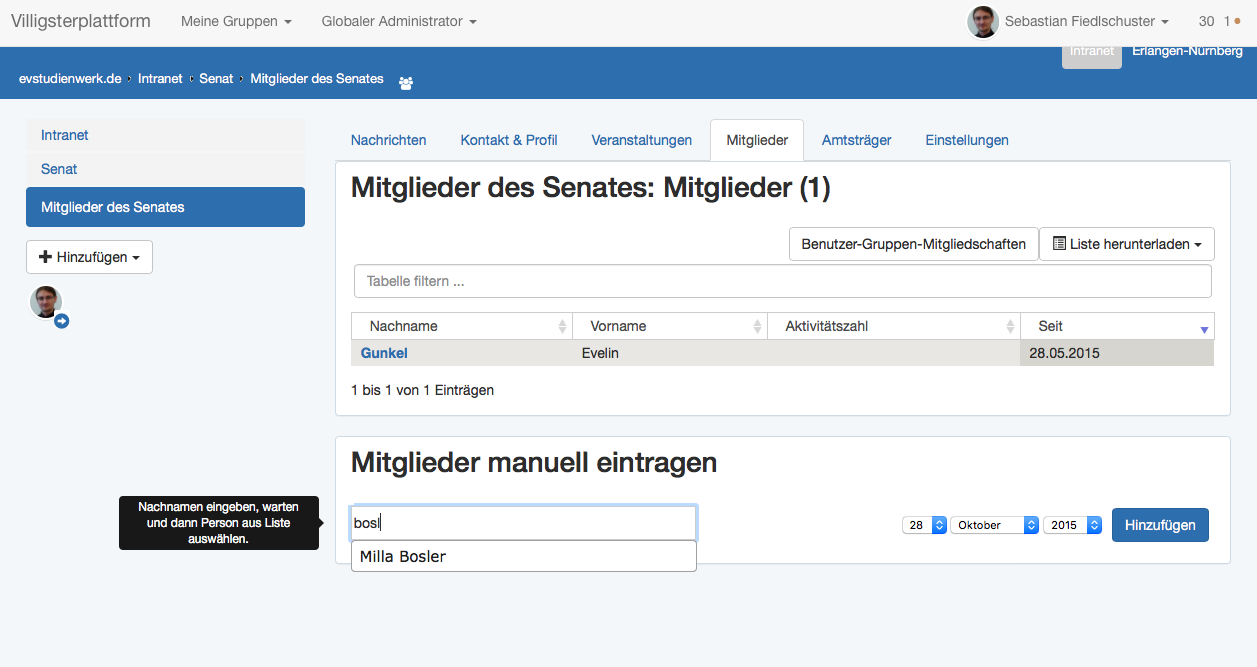 Villigsterplattform Meine Gruppen Globaler Administrator Sebastian Fiedlschuster 30 1
Intranet Erlangen-Nürnberg
evstudienwerk.de › Intranet › Senat › Mitglieder des Senates
Intranet
Senat
Mitglieder des Senates
Hinzufügen
Nachrichten Kontakt & Profil Veranstaltungen Mitglieder Amtsträger Einstellungen
Mitglieder des Senates: Mitglieder (1)
Benutzer-Gruppen-Mitgliedschaften Liste herunterladen
Tabelle filtern ...
Nachname Vorname Aktivitätszahl Seit
Gunkel Evelin 28.05.2015
1 bis 1 von 1 Einträgen
Mitglieder manuell eintragen
Nachnamen eingeben, warten
und dann Person aus Liste
auswählen.
bosl 28 Oktober 2015 Hinzufügen
Milla Bosler